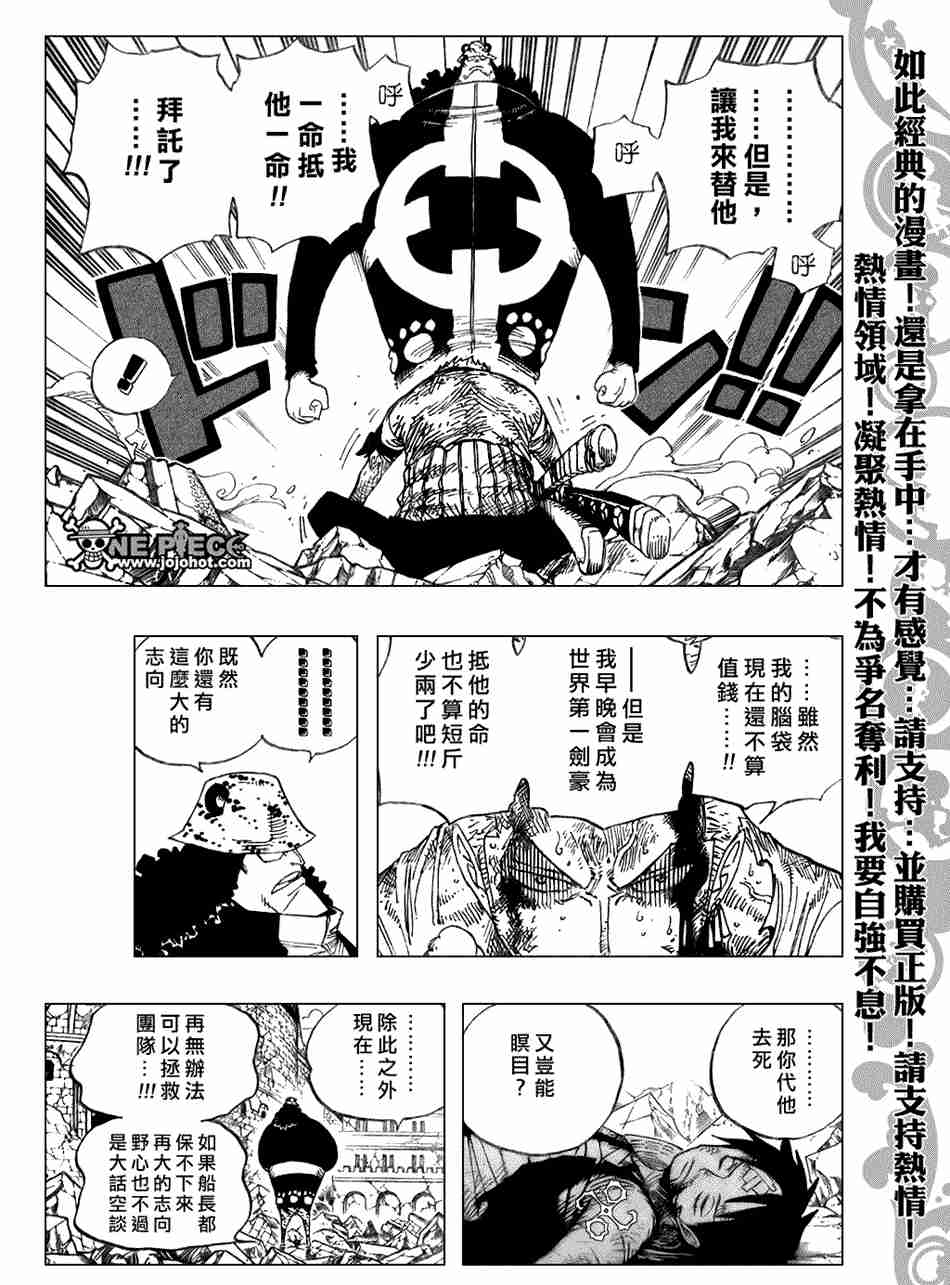 如此經典的漫畫！還是拿在手中…才有感覺…請支持…並購買正版！請支持熱情！
熱情領域！凝聚熱情！不為爭名奪利！我要自強不息！
…………
……但是，
讓我來替他
……我
一命抵
他一命!!
……
拜託了
……!!!
呼
呼
呼
ドン!!
!
ONE PIECE
www.jojohot.com
……雖然
我的腦袋
現在還不算
值錢……!!
──但是
我早晚會成為
世界第一劍豪
抵他的命
也不算短斤
少兩了吧!!!
既然
你還有
這麼大的
志向
………
那你代他
去死
又豈能
瞑目?
………
除此之外
現在……
再無辦法
可以拯救
團隊…!!!
如果船長都
保不下來
再大的志向
野心也不過
是大話空談